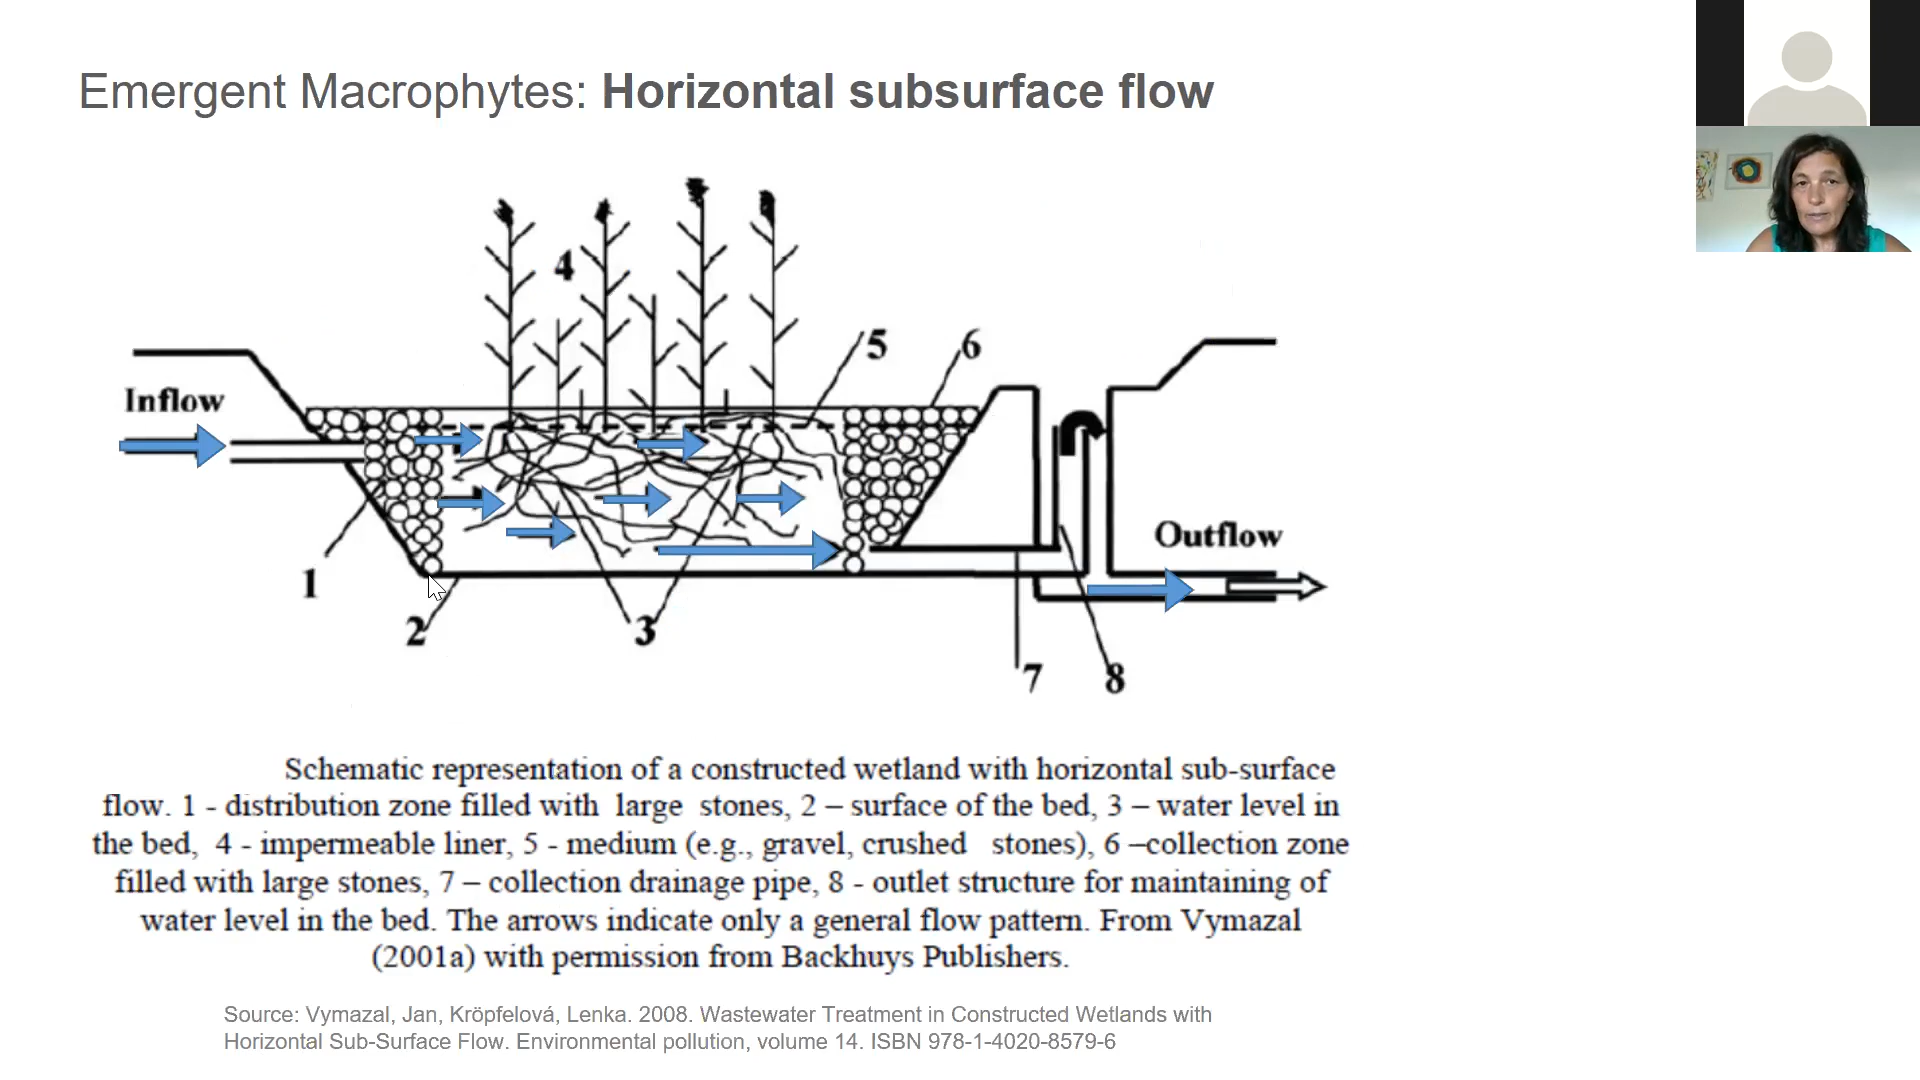 Emergent Macrophytes: Horizontal subsurface flow
4
5
6
Inflow
Outflow
1
2
3
7
8
Schematic representation of a constructed wetland with horizontal sub-surface
flow. 1 - distribution zone filled with large stones, 2 – surface of the bed, 3 – water level in
the bed, 4 - impermeable liner, 5 - medium (e.g., gravel, crushed stones), 6 –collection zone
filled with large stones, 7 – collection drainage pipe, 8 - outlet structure for maintaining of
water level in the bed. The arrows indicate only a general flow pattern. From Vymazal
(2001a) with permission from Backhuys Publishers.
Source: Vymazal, Jan, Kröpfelová, Lenka. 2008. Wastewater Treatment in Constructed Wetlands with
Horizontal Sub-Surface Flow. Environmental pollution, volume 14. ISBN 978-1-4020-8579-6